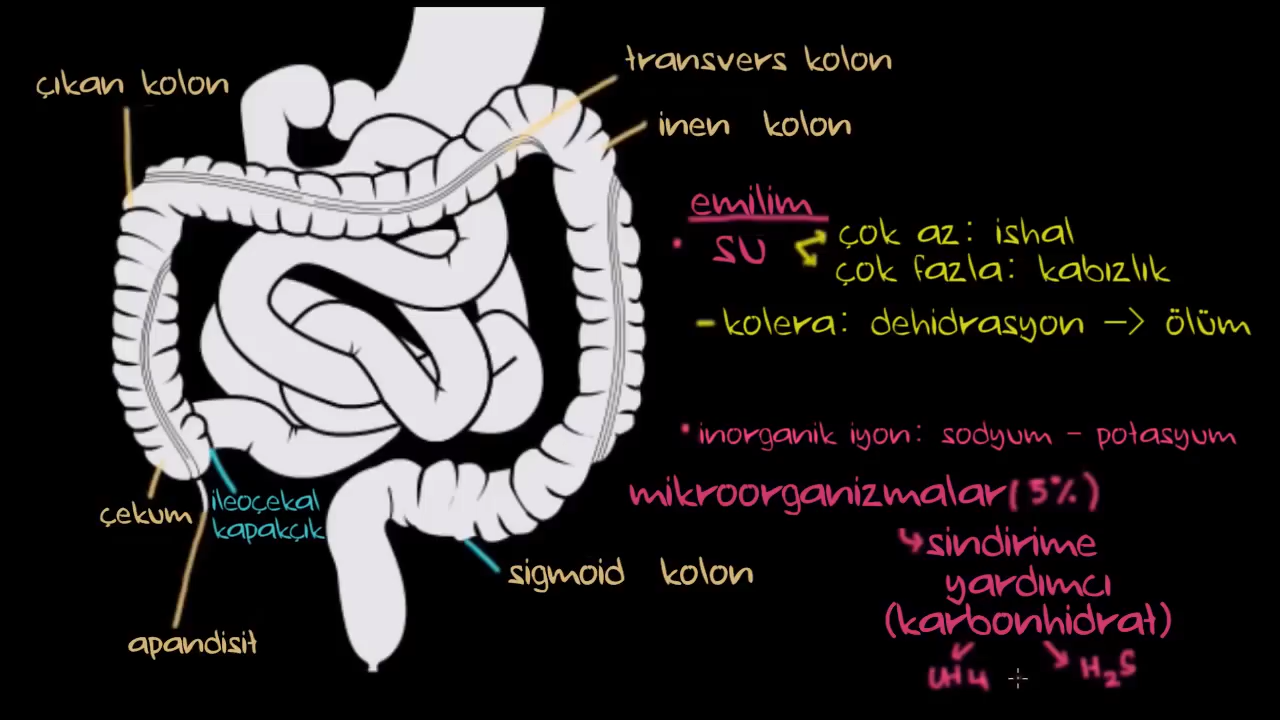 çıkan kolon
transvers kolon
inen kolon
emilim
• su
çok az: ishal
çok fazla: kabızlık
- kolera: dehidrasyon -> ölüm
• inorganik iyon: sodyum - potasyum
mikroorganizmalar (5%)
sindirime
yardımcı
(karbonhidrat)
CH4
H2S
çekum
ileoçekal
kapakçık
sigmoid kolon
apandisit